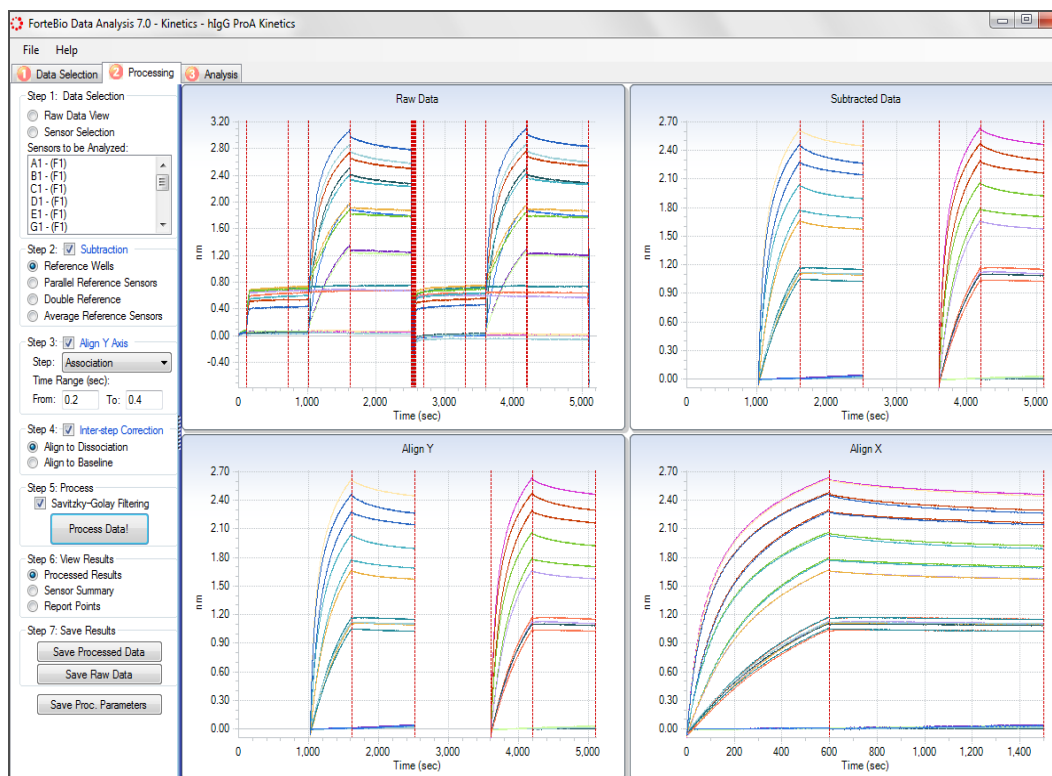 ForteBio Data Analysis 7.0 - Kinetics - hIgG ProA Kinetics
File Help
1 Data Selection 2 Processing 3 Analysis
Step 1: Data Selection
Raw Data View
Sensor Selection
Sensors to be Analyzed:
A1 - (F1)
B1 - (F1)
C1 - (F1)
D1 - (F1)
E1 - (F1)
G1 - (F1)
Step 2: Subtraction
Reference Wells
Parallel Reference Sensors
Double Reference
Average Reference Sensors
Step 3: Align Y Axis
Step: Association
Time Range (sec):
From: 0.2 To: 0.4
Step 4: Inter-step Correction
Align to Dissociation
Align to Baseline
Step 5: Process
Savitzky-Golay Filtering
Process Data!
Step 6: View Results
Processed Results
Sensor Summary
Report Points
Step 7: Save Results
Save Processed Data
Save Raw Data
Save Proc. Parameters
Raw Data
nm
3.20
2.80
2.40
2.00
1.60
1.20
0.80
0.40
0.00
-0.40
0 1,000 2,000 3,000 4,000 5,000
Time (sec)
Subtracted Data
nm
2.70
2.40
2.10
1.80
1.50
1.20
0.90
0.60
0.30
0.00
1,000 2,000 3,000 4,000 5,000
Time (sec)
Align Y
nm
2.70
2.40
2.10
1.80
1.50
1.20
0.90
0.60
0.30
0.00
1,000 2,000 3,000 4,000 5,000
Time (sec)
Align X
nm
2.70
2.40
2.10
1.80
1.50
1.20
0.90
0.60
0.30
0.00
0 200 400 600 800 1,000 1,200 1,400
Time (sec)